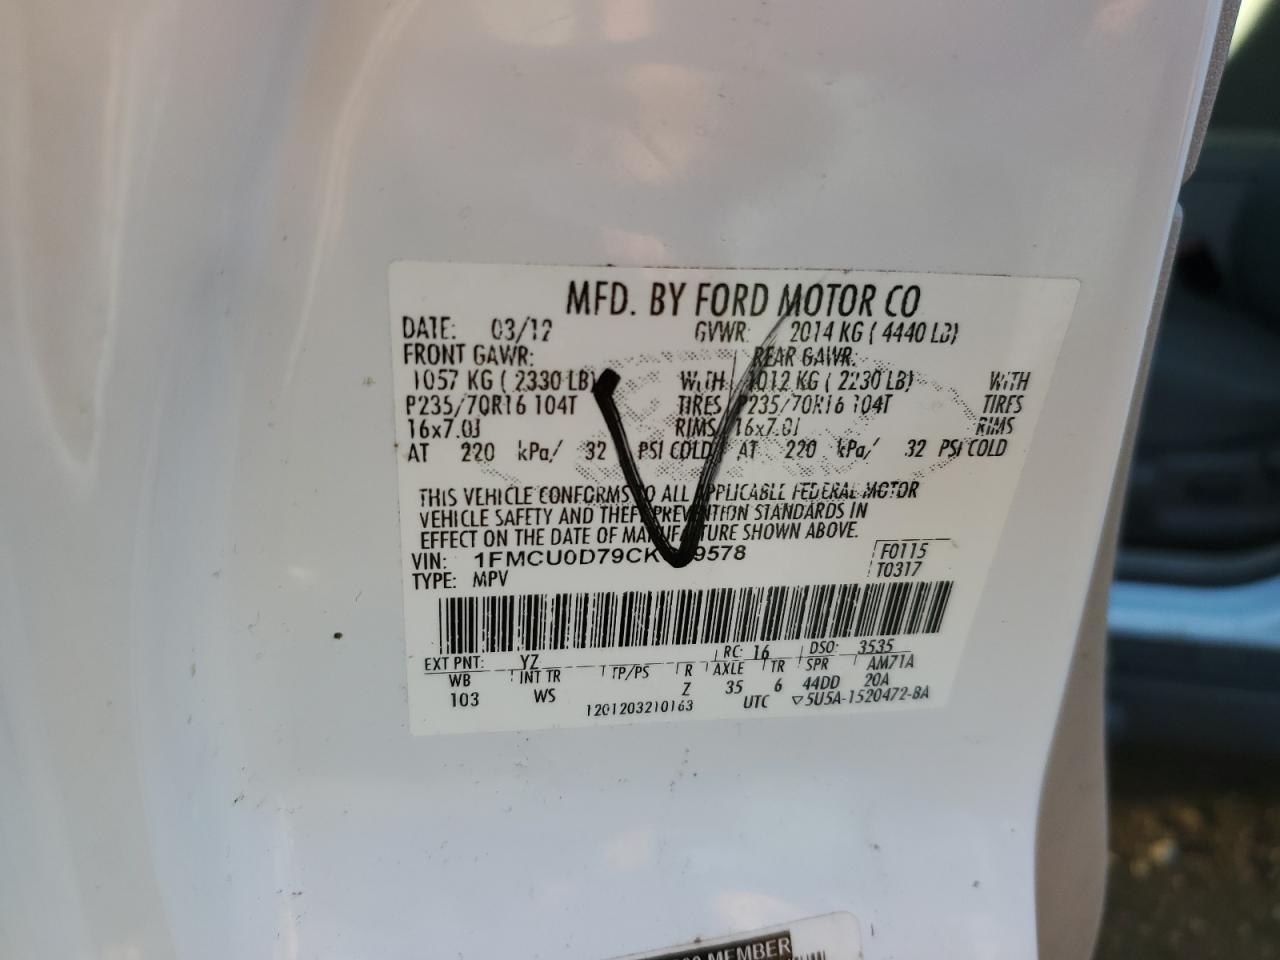 MFD. BY FORD MOTOR CO
DATE: 03/12 GVWR: 2014 KG ( 4440 LB)
FRONT GAWR: REAR GAWR:
1057 KG ( 2330 LB) WITH 1012 KG ( 2230 LB) WITH
P235/70R16 104T TIRES P235/70R16 104T TIRES
16x7.0J RIMS 16x7.0J RIMS
AT 220 kPa/ 32 PSI COLD AT 220 kPa/ 32 PSI COLD
THIS VEHICLE CONFORMS TO ALL APPLICABLE FEDERAL MOTOR
VEHICLE SAFETY AND THEFT PREVENTION STANDARDS IN
EFFECT ON THE DATE OF MANUFACTURE SHOWN ABOVE.
VIN: F0115
TYPE: MPV T0317
EXT PNT: YZ RC: 16 DSO: 3535
WB INT TR TP/PS R AXLE TR SPR AM71A
103 WS Z 35 6 44DD 20A
1201203210163 UTC ▽5U5A-1520472-BA
MEMBER